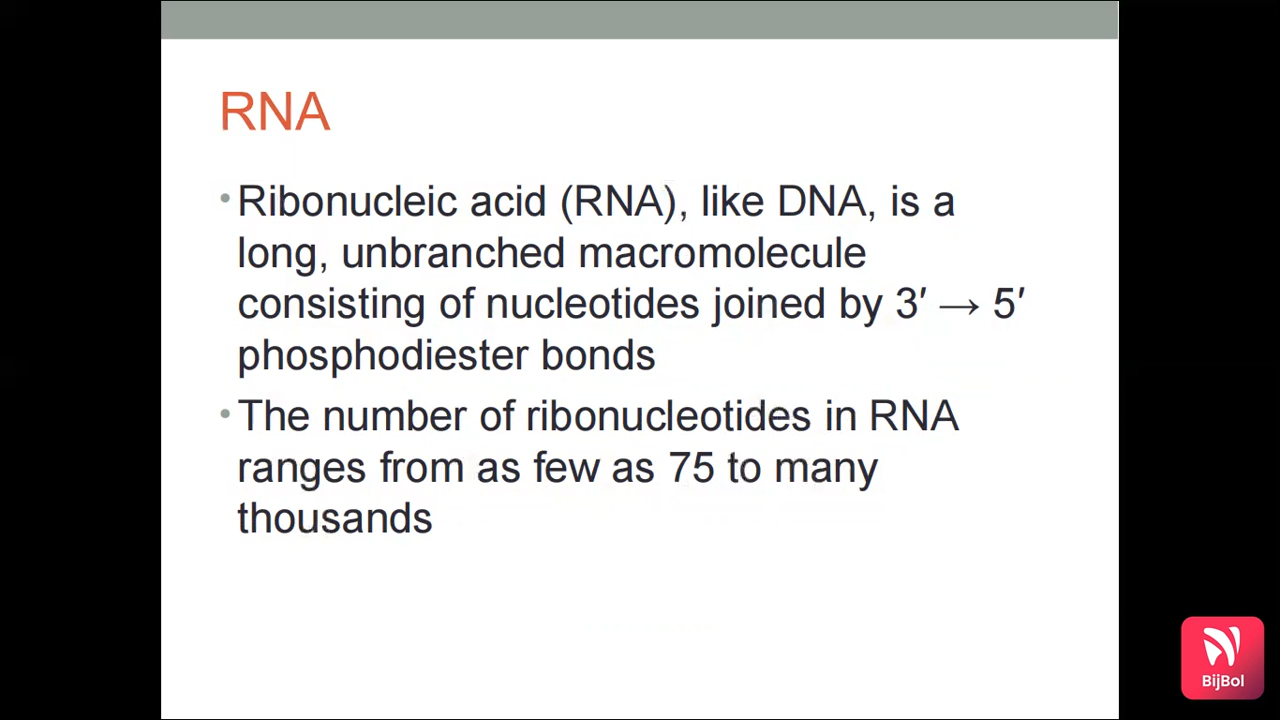 RNA
•Ribonucleic acid (RNA), like DNA, is a
long, unbranched macromolecule
consisting of nucleotides joined by 3′ → 5′
phosphodiester bonds
•The number of ribonucleotides in RNA
ranges from as few as 75 to many
thousands
BijBol